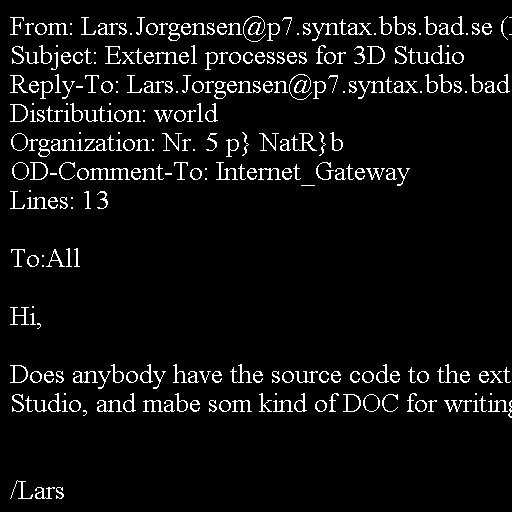 From: Lars.Jorgensen@p7.syntax.bbs.bad.se (
Subject: Externel processes for 3D Studio
Reply-To: Lars.Jorgensen@p7.syntax.bbs.bad
Distribution: world
Organization: Nr. 5 p} NatR}b
OD-Comment-To: Internet_Gateway
Lines: 13
To:All
Hi,
Does anybody have the source code to the ext
Studio, and mabe som kind of DOC for writing
/Lars